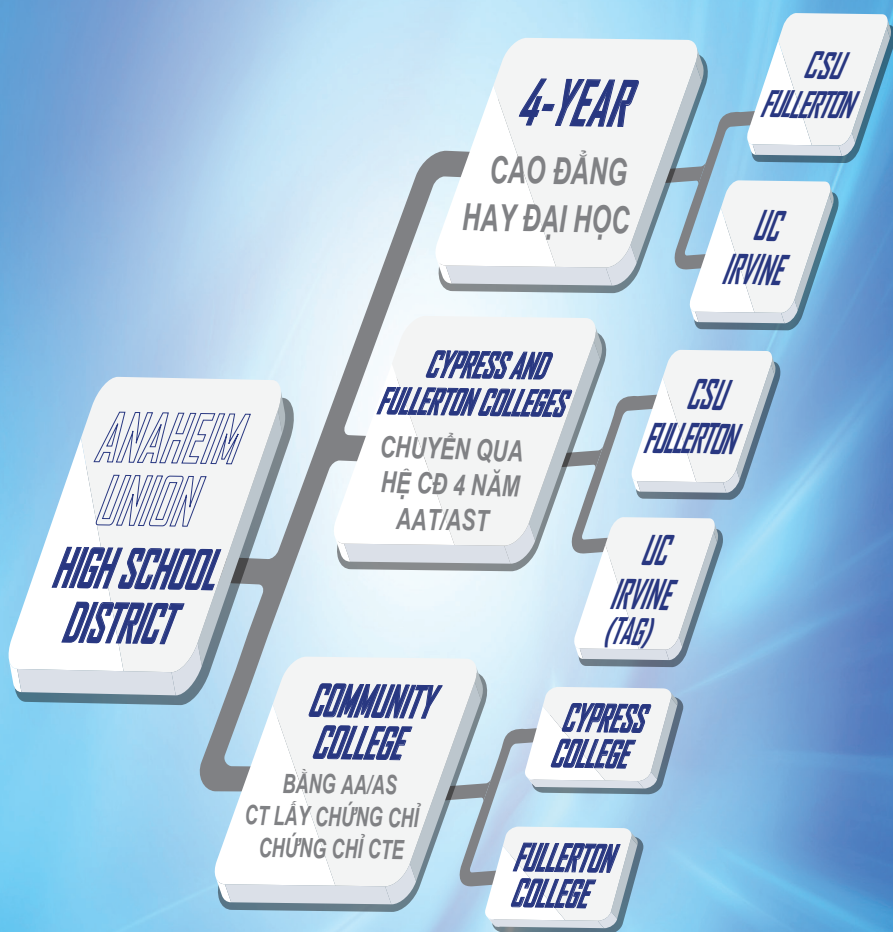 ANAHEIM
UNION
HIGH SCHOOL
DISTRICT
4-YEAR
CAO ĐẲNG
HAY ĐẠI HỌC
CSU
FULLERTON
UC
IRVINE
CYPRESS AND
FULLERTON COLLEGES
CHUYỂN QUA
HỆ CĐ 4 NĂM
AAT/AST
CSU
FULLERTON
UC
IRVINE
(TAG)
COMMUNITY
COLLEGE
BẰNG AA/AS
CT LẤY CHỨNG CHỈ
CHỨNG CHỈ CTE
CYPRESS
COLLEGE
FULLERTON
COLLEGE